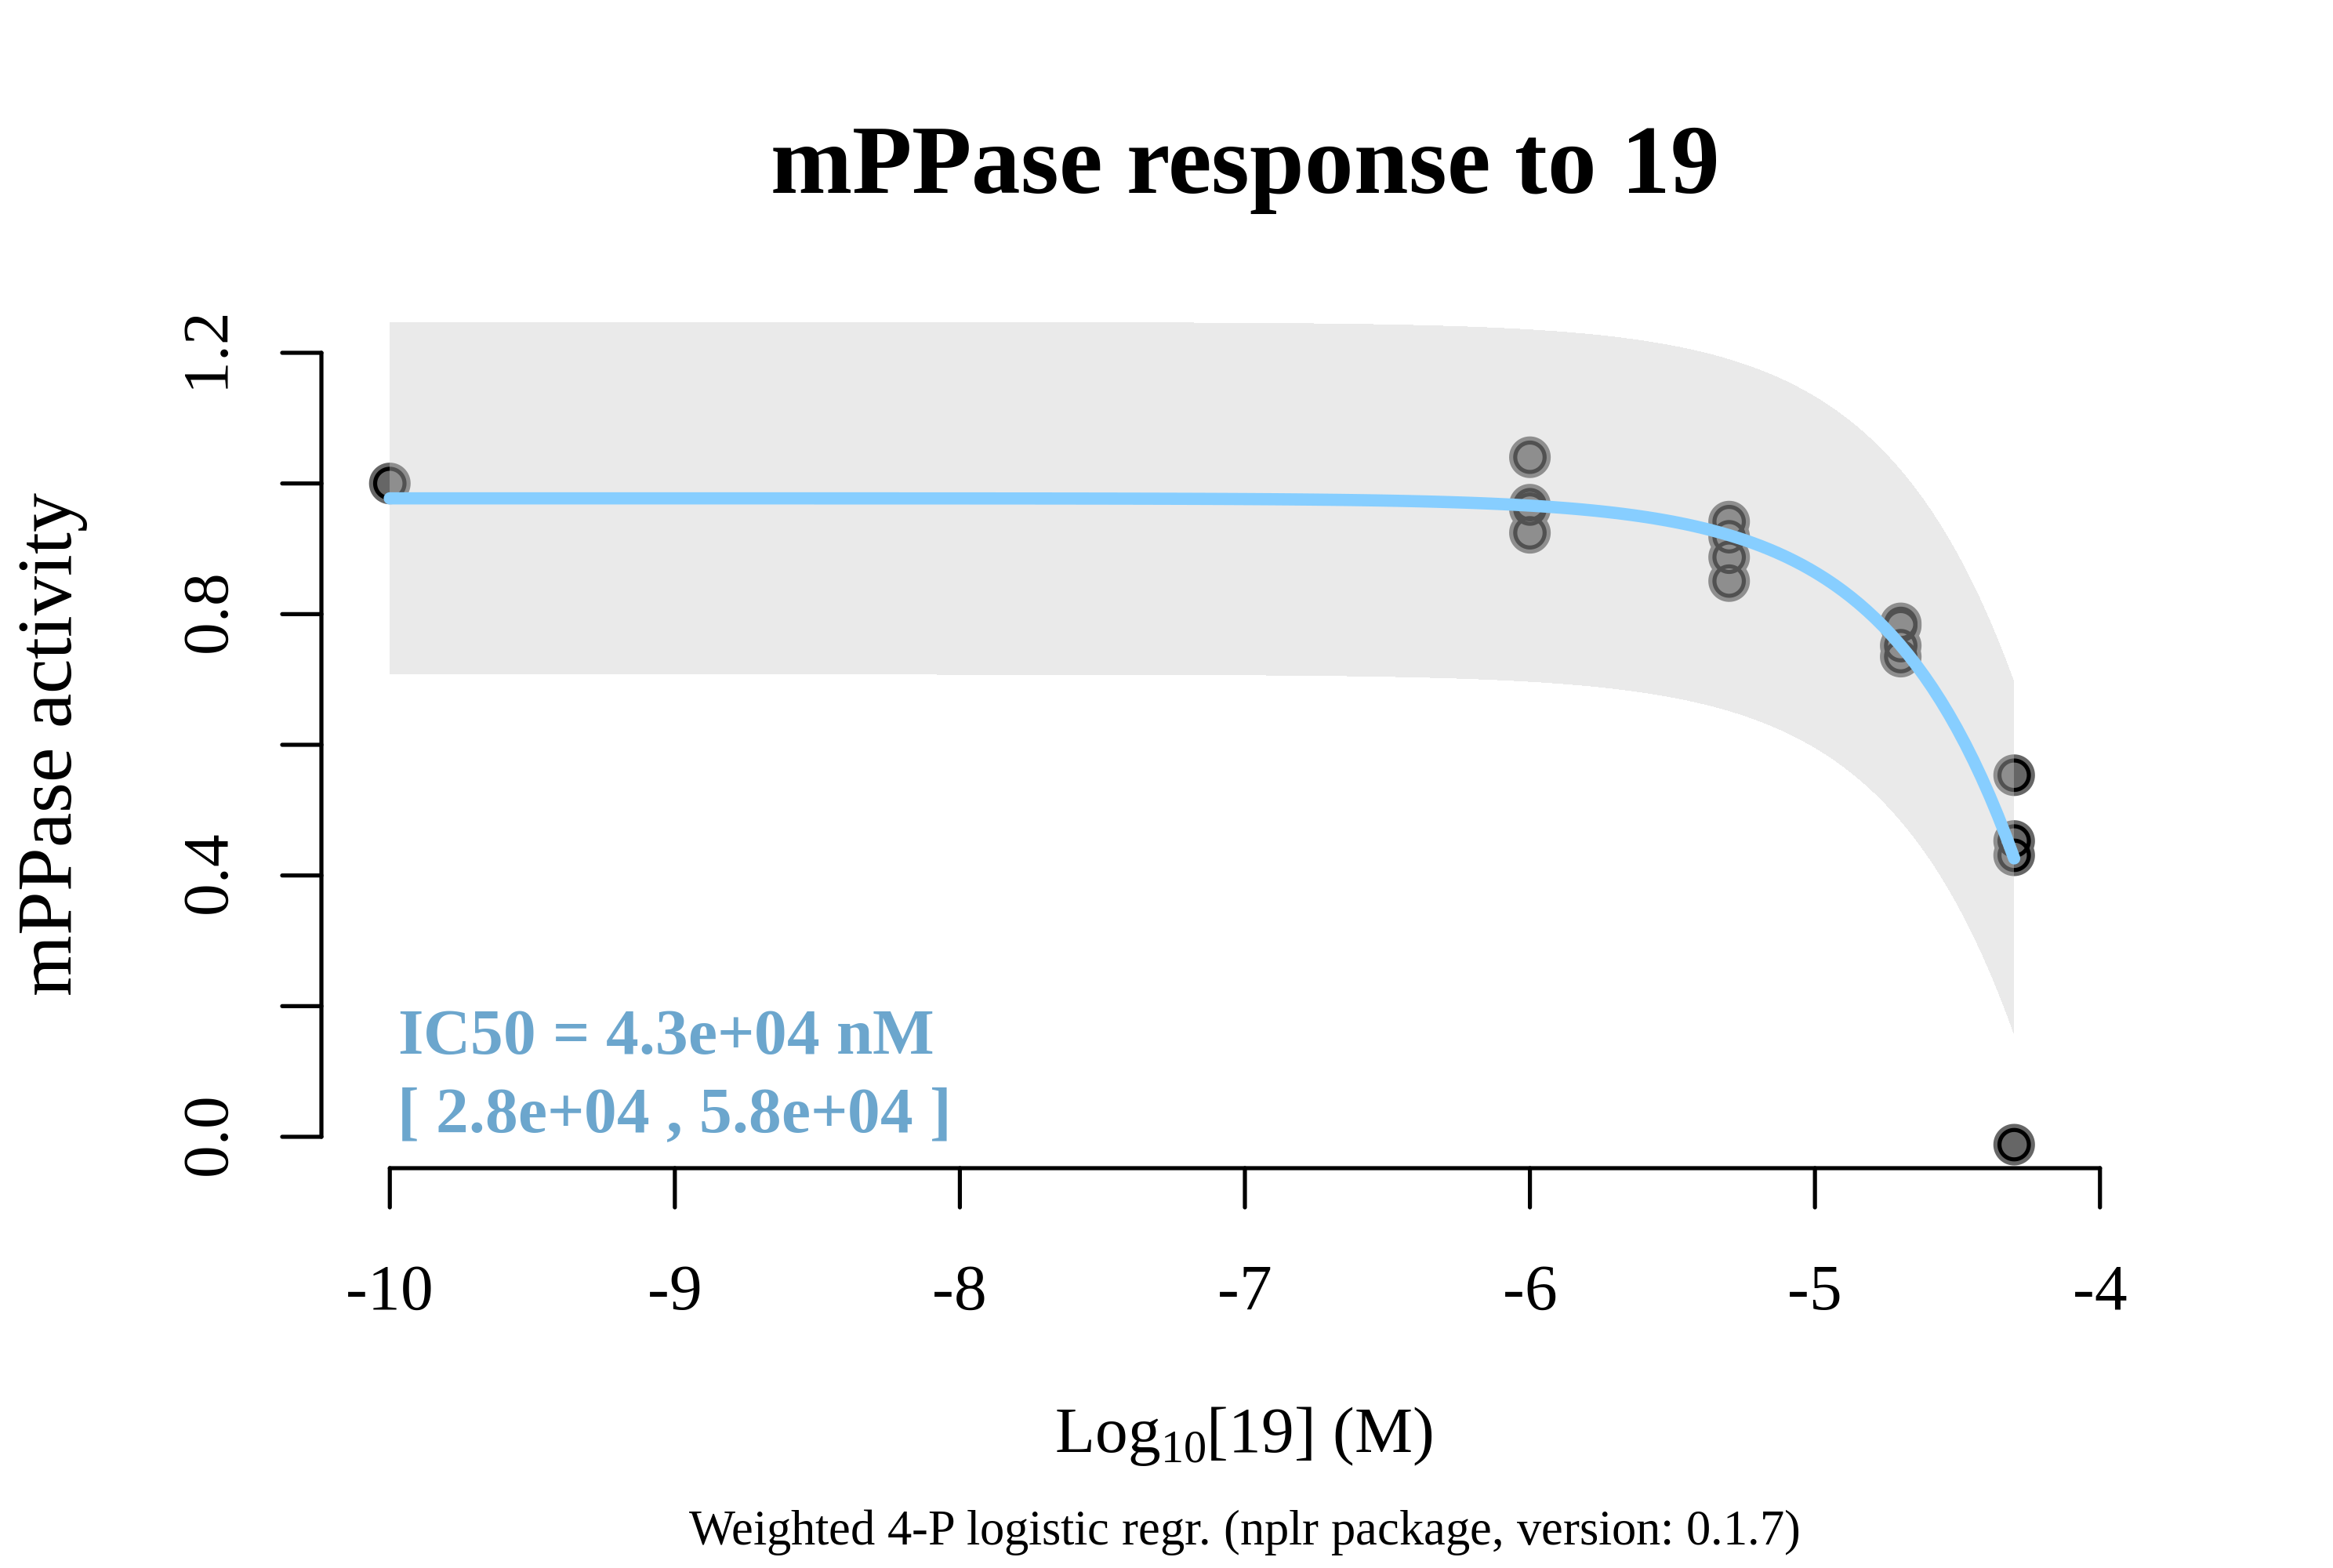 mPPase response to 19
mPPase activity
1.2
0.8
0.4
0.0
IC50 = 4.3e+04 nM
[ 2.8e+04 , 5.8e+04 ]
-10 -9 -8 -7 -6 -5 -4
Log₁₀[19] (M)
Weighted 4-P logistic regr. (nplr package, version: 0.1.7)